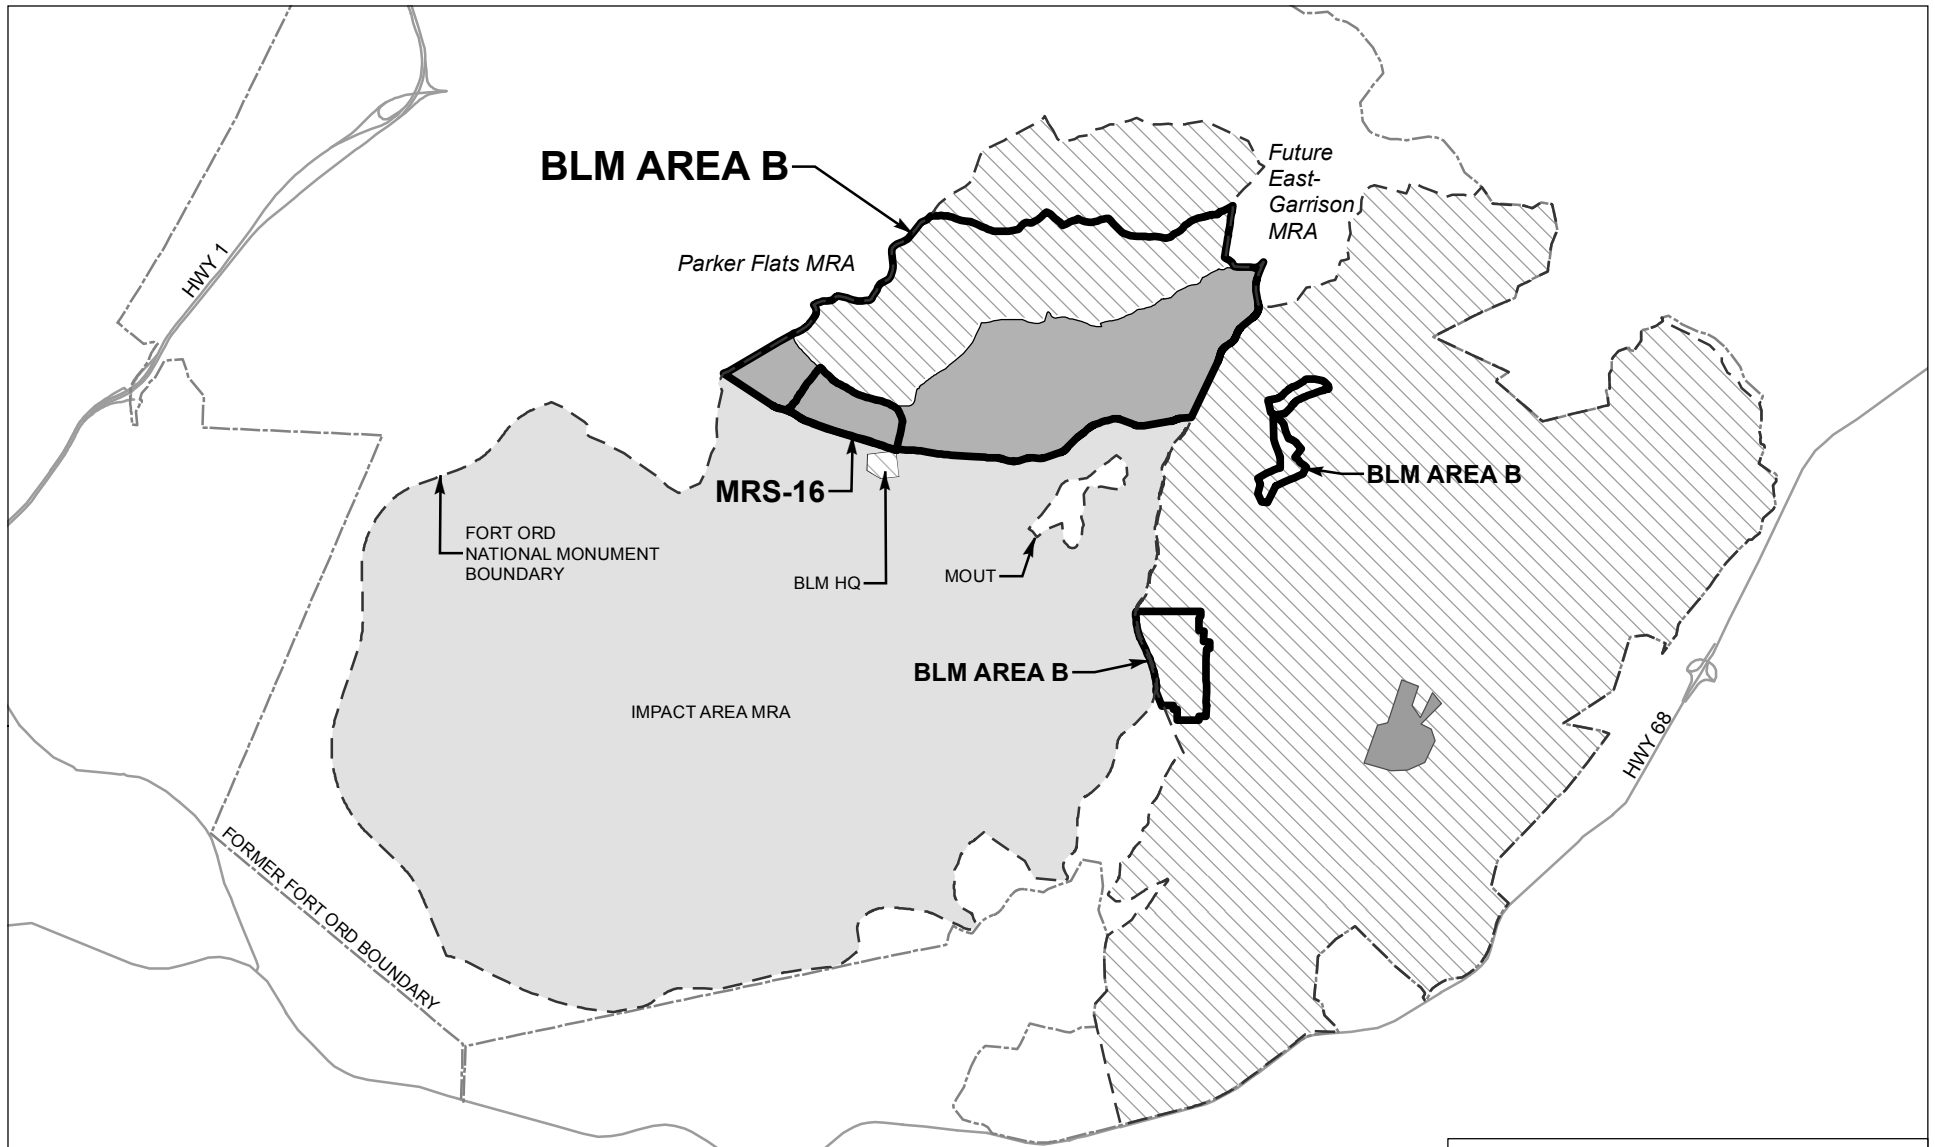 BLM AREA B
Future
East-
Garrison
MRA
Parker Flats MRA
HWY 1
BLM AREA B
MRS-16
FORT ORD
NATIONAL MONUMENT
BOUNDARY
BLM HQ
MOUT
BLM AREA B
IMPACT AREA MRA
HWY 68
FORMER FORT ORD BOUNDARY